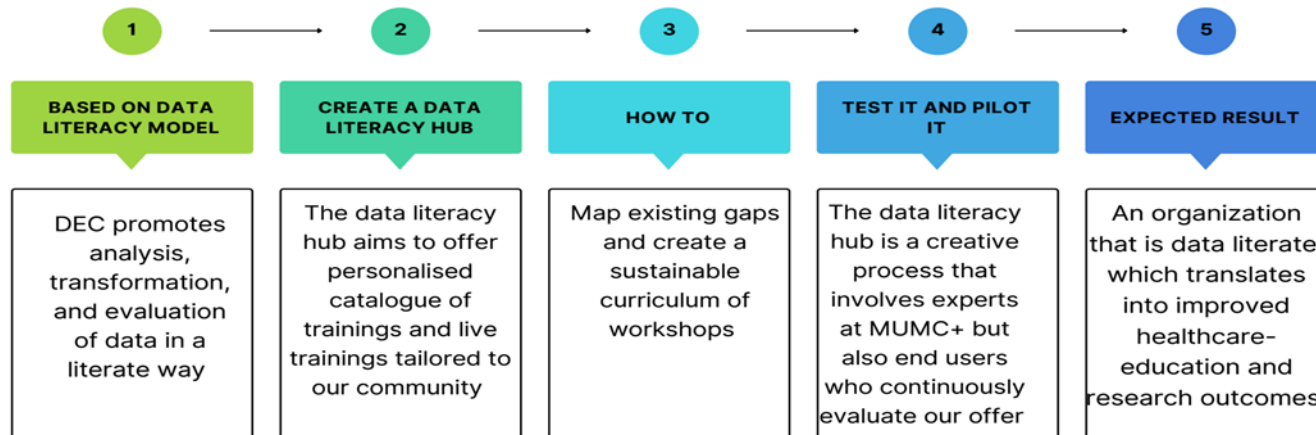 1
2
3
4
5
BASED ON DATA
LITERACY MODEL
CREATE A DATA
LITERACY HUB
HOW TO
TEST IT AND PILOT
IT
EXPECTED RESULT
DEC promotes
analysis,
transformation,
and evaluation
of data in a
literate way
The data literacy
hub aims to offer
personalised
catalogue of
trainings and live
trainings tailored to
our community
Map existing gaps
and create a
sustainable
curriculum of
workshops
The data literacy
hub is a creative
process that
involves experts
at MUMC+ but
also end users
who continuously
evaluate our offer
An organization
that is data literate
which translates
into improved
healthcare-
education and
research outcomes